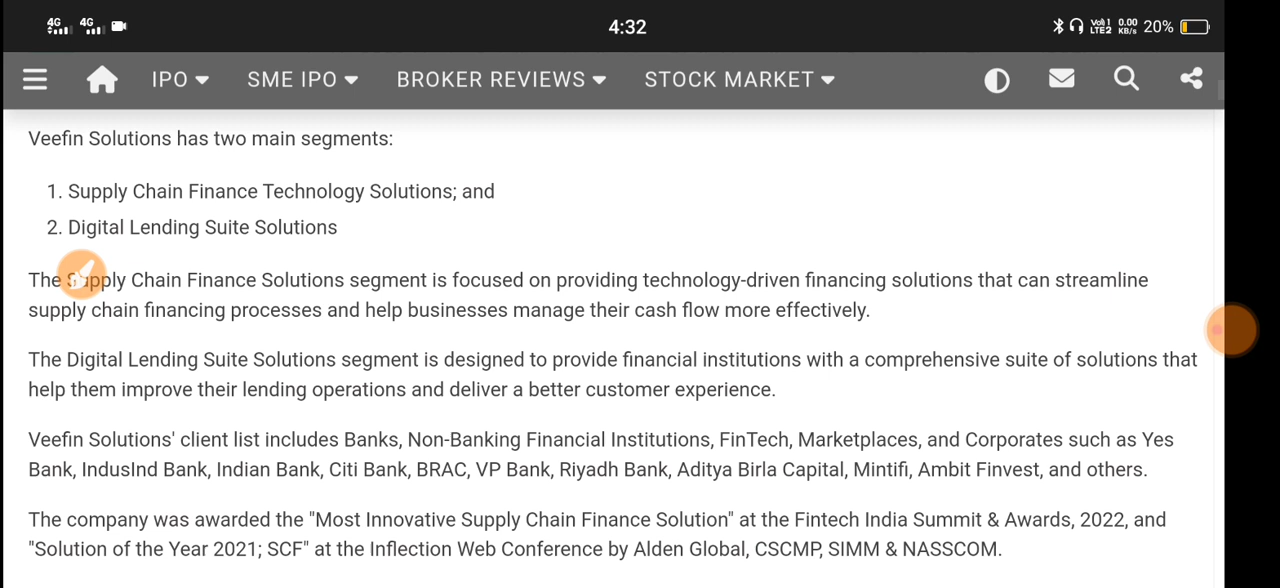 4G 4G 4:32 VoI) 1 LTE2 0.00 KB/s 20%
IPO SME IPO BROKER REVIEWS STOCK MARKET
Veefin Solutions has two main segments:
1. Supply Chain Finance Technology Solutions; and
2. Digital Lending Suite Solutions
The Supply Chain Finance Solutions segment is focused on providing technology-driven financing solutions that can streamline
supply chain financing processes and help businesses manage their cash flow more effectively.
The Digital Lending Suite Solutions segment is designed to provide financial institutions with a comprehensive suite of solutions that
help them improve their lending operations and deliver a better customer experience.
Veefin Solutions' client list includes Banks, Non-Banking Financial Institutions, FinTech, Marketplaces, and Corporates such as Yes
Bank, IndusInd Bank, Indian Bank, Citi Bank, BRAC, VP Bank, Riyadh Bank, Aditya Birla Capital, Mintifi, Ambit Finvest, and others.
The company was awarded the "Most Innovative Supply Chain Finance Solution" at the Fintech India Summit & Awards, 2022, and
"Solution of the Year 2021; SCF" at the Inflection Web Conference by Alden Global, CSCMP, SIMM & NASSCOM.